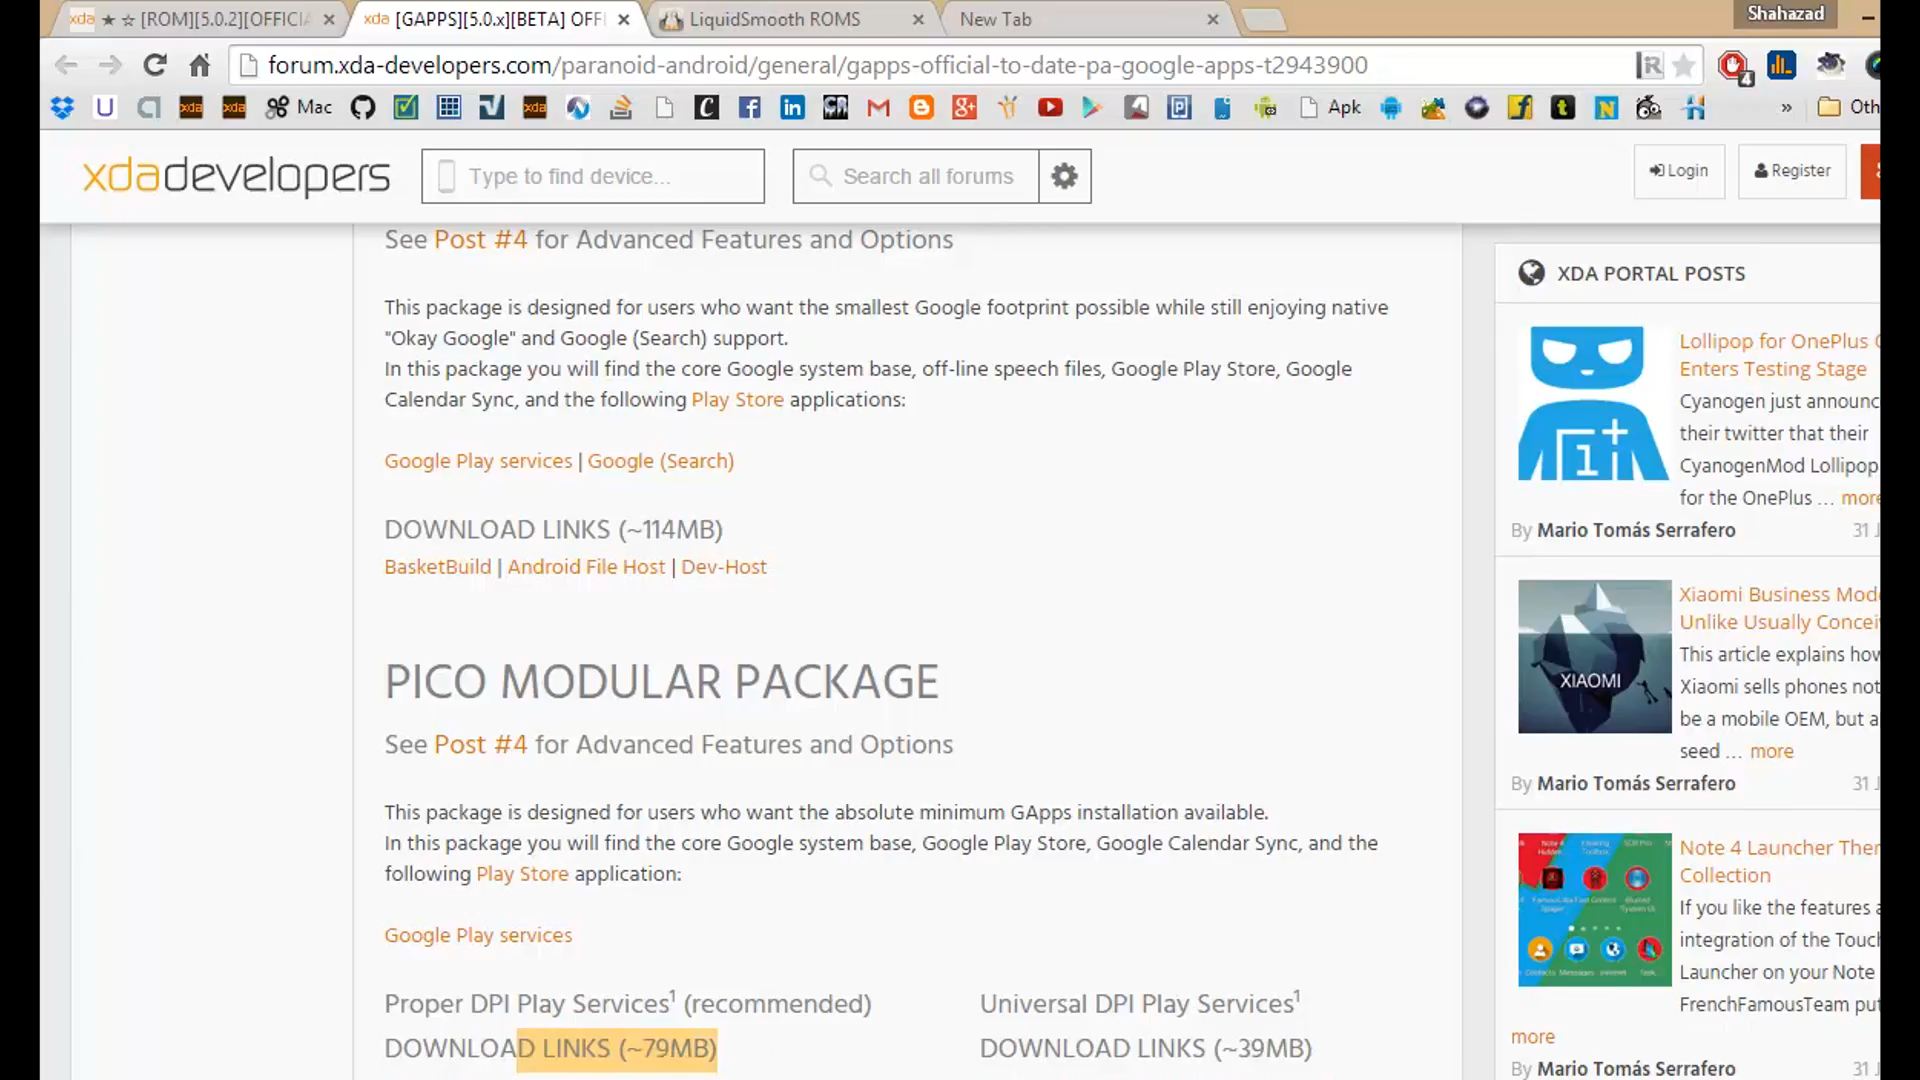 xda ★ ☆ [ROM][5.0.2][OFFICIA
xda [GAPPS][5.0.x][BETA] OFFI
LiquidSmooth ROMS
New Tab
Shahazad
forum.xda-developers.com/paranoid-android/general/gapps-official-to-date-pa-google-apps-t2943900
Mac
Apk
» Oth
xdadevelopers
Type to find device...
Search all forums
Login
Register
See Post #4 for Advanced Features and Options
This package is designed for users who want the smallest Google footprint possible while still enjoying native
"Okay Google" and Google (Search) support.
In this package you will find the core Google system base, off-line speech files, Google Play Store, Google
Calendar Sync, and the following Play Store applications:
Google Play services | Google (Search)
DOWNLOAD LINKS (~114MB)
BasketBuild | Android File Host | Dev-Host
PICO MODULAR PACKAGE
See Post #4 for Advanced Features and Options
This package is designed for users who want the absolute minimum GApps installation available.
In this package you will find the core Google system base, Google Play Store, Google Calendar Sync, and the
following Play Store application:
Google Play services
Proper DPI Play Services1 (recommended)
DOWNLOAD LINKS (~79MB)
Universal DPI Play Services1
DOWNLOAD LINKS (~39MB)
XDA PORTAL POSTS
Lollipop for OnePlus O
Enters Testing Stage
Cyanogen just announc
their twitter that their
CyanogenMod Lollipop
for the OnePlus ... more
By Mario Tomás Serrafero 31 J
XIAOMI
Xiaomi Business Mode
Unlike Usually Concei
This article explains how
Xiaomi sells phones not
be a mobile OEM, but a
seed ... more
By Mario Tomás Serrafero 31 J
Note 4 Launcher Them
Collection
If you like the features a
integration of the Touc
Launcher on your Note
FrenchFamousTeam put
more
By Mario Tomás Serrafero 31 J